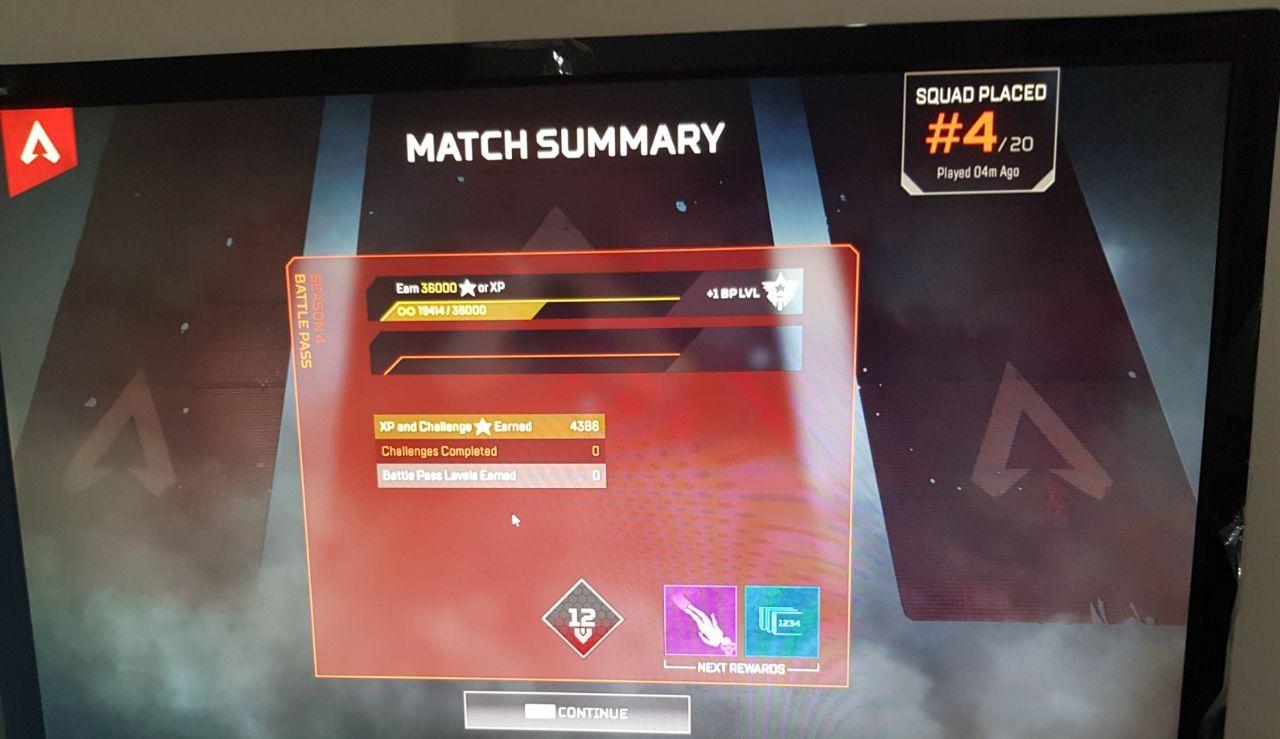 MATCH SUMMARY
SQUAD PLACED
#4/20
Played 04m Ago
SEASON 4
BATTLE PASS
Earn 36000 or XP
19414/36000
+1 BP LVL
XP and Challenge Earned 4386
Challenges Completed 0
Battle Pass Levels Earned 0
12
1234
NEXT REWARDS
CONTINUE